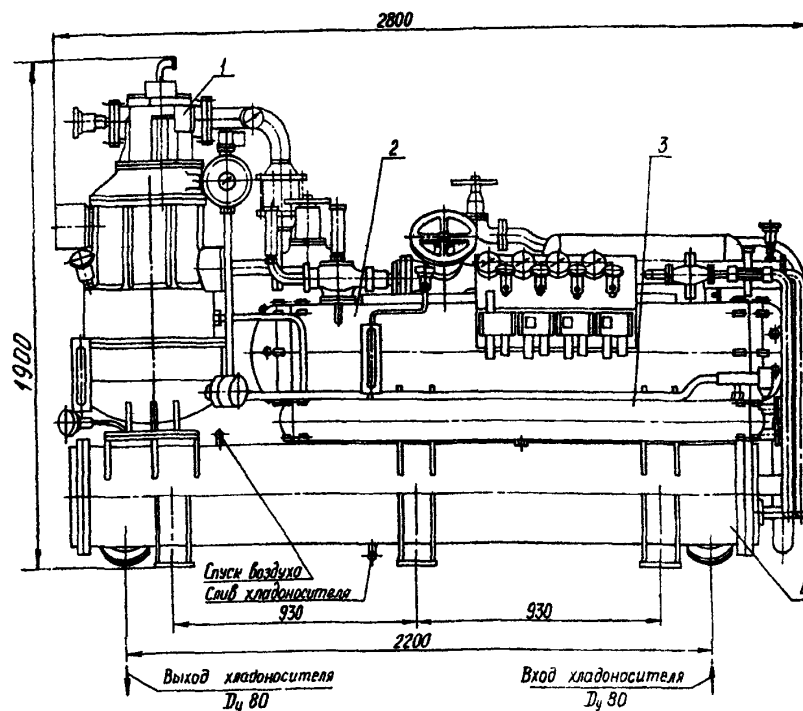 2800
1
2
3
1900
Спуск воздуха
Слив хладоносителя
930
930
2200
Выход хладоносителя
Dу 80
Вход хладоносителя
Dу 80